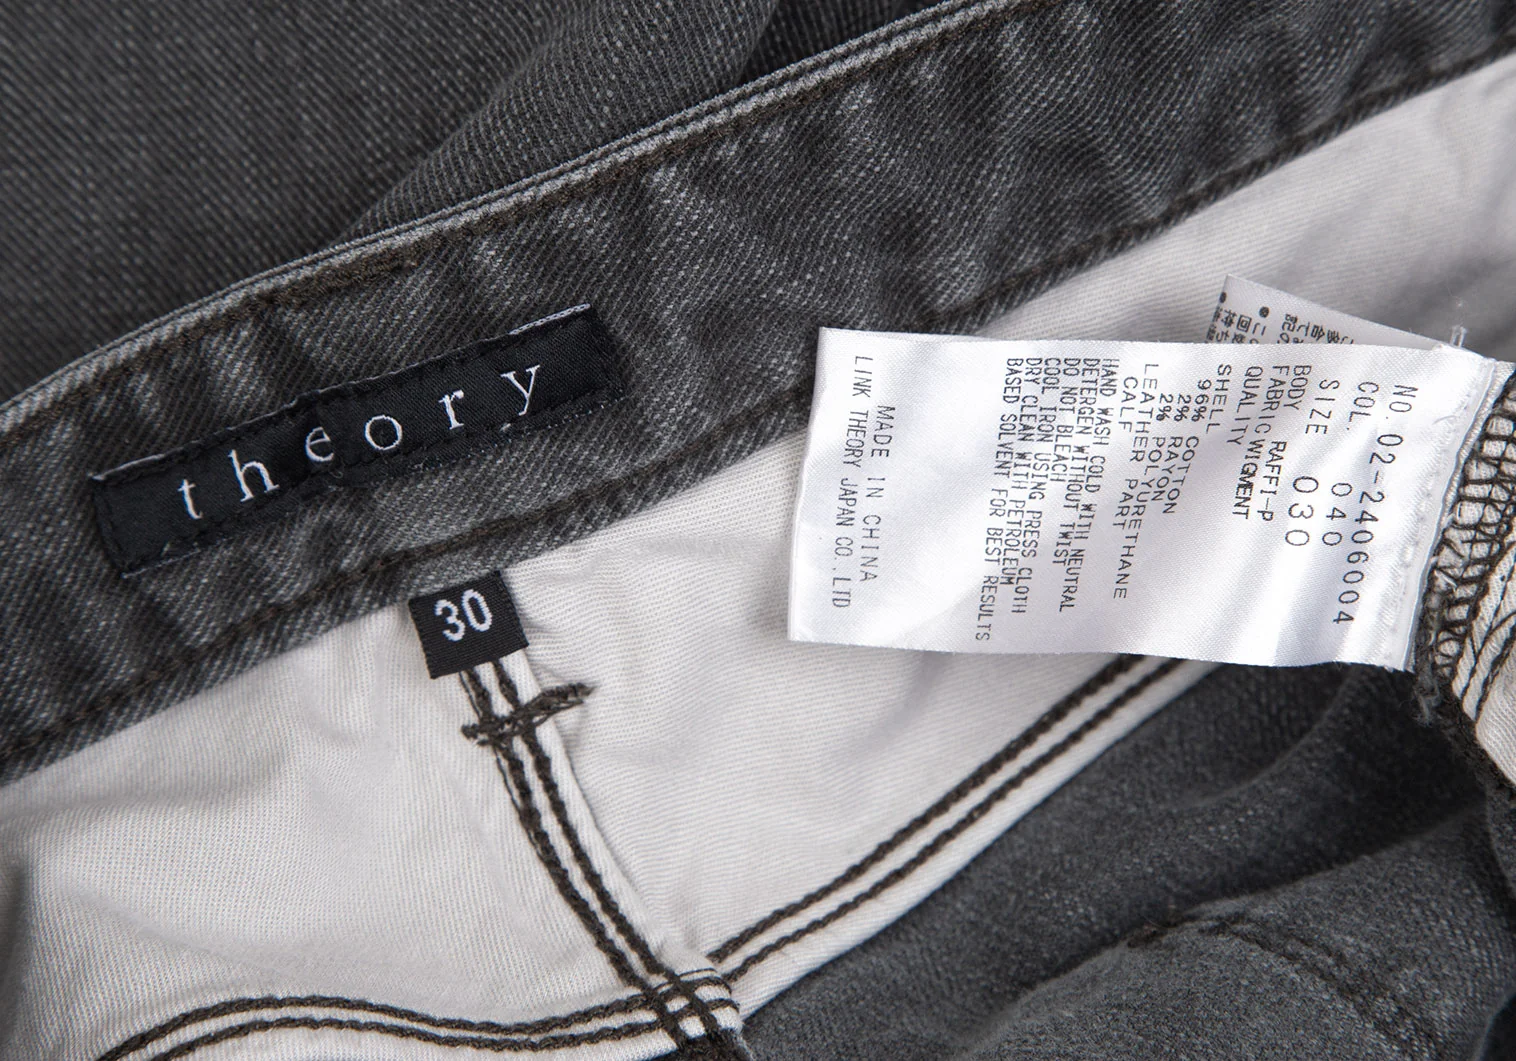 theory
30
NO. 02-2406004
COL. 040
SIZE 030
BODY RAFFI-P
FABRIC WIGMENT
QUALITY
SHELL
96% COTTON
2% RAYON
2% POLYURETHANE
LEATHER PART
CALF
HAND WASH COLD WITH NEUTRAL
DETERGEN WITHOUT TWIST
DO NOT BLEACH
COOL IRON USING PRESS CLOTH
DRY CLEAN WITH PETROLEUM
BASED SOLVENT FOR BEST RESULTS
MADE IN CHINA
LINK THEORY JAPAN CO.,LTD